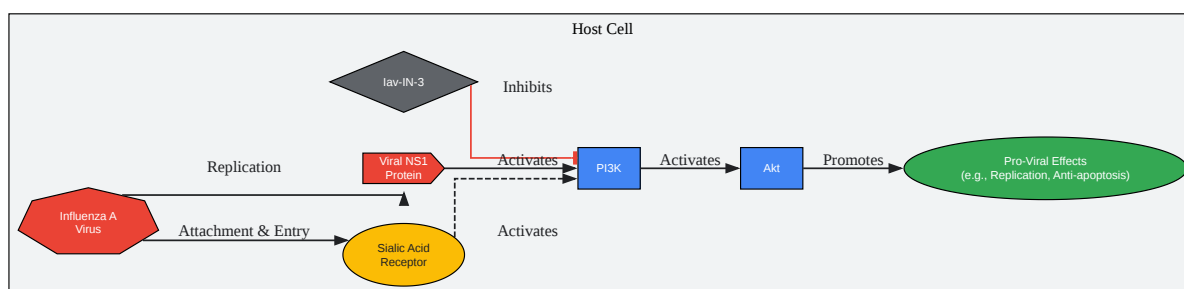 Host Cell
Iav-IN-3
Inhibits
Replication
Viral NS1
Protein
Activates
PI3K
Activates
Akt
Promotes
Pro-Viral Effects
(e.g., Replication, Anti-apoptosis)
Influenza A
Virus
Attachment & Entry
Sialic Acid
Receptor
Activates